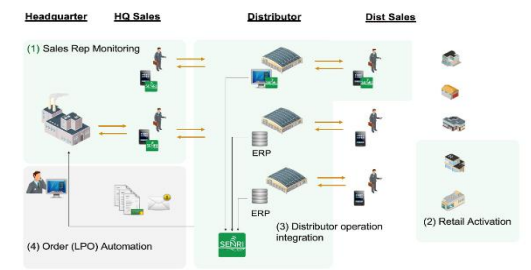 Headquarter
HQ Sales
Distributor
Dist Sales
(1) Sales Rep Monitoring
ERP
ERP
(2) Retail Activation
(3) Distributor operation
integration
(4) Order (LPO) Automation
SENRI